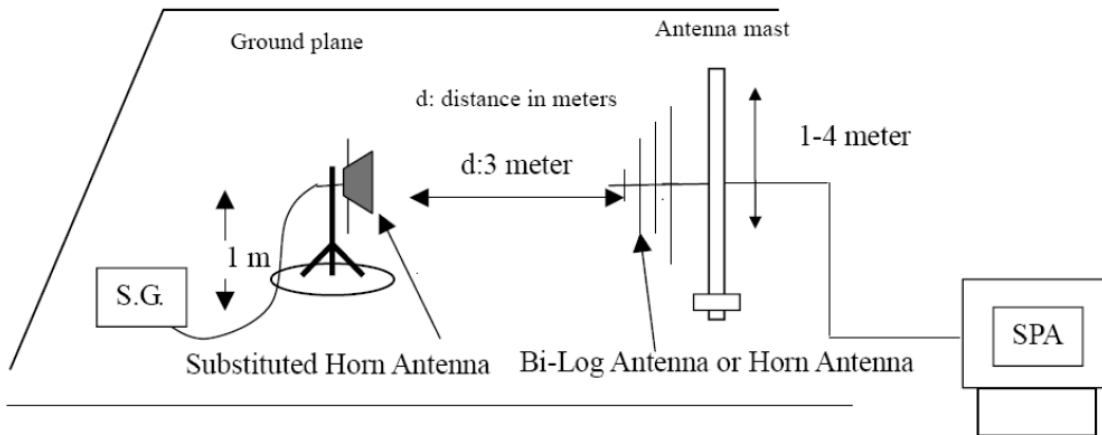 Ground plane
Antenna mast
d: distance in meters
1-4 meter
d:3 meter
1 m
S.G.
SPA
Substituted Horn Antenna
Bi-Log Antenna or Horn Antenna